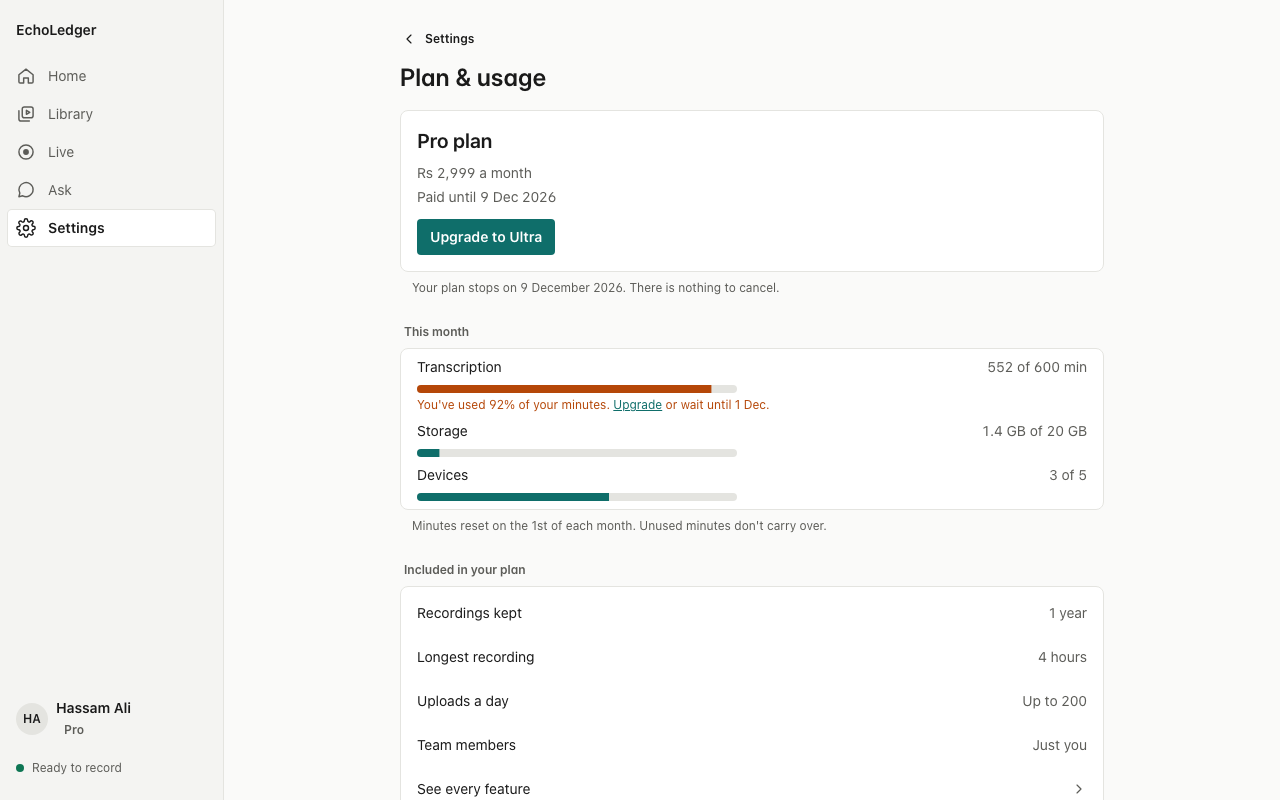 EchoLedger
Home
Library
Live
Ask
Settings
HA
Hassam Ali
Pro
Ready to record
Settings
Plan & usage
Pro plan
Rs 2,999 a month
Paid until 9 Dec 2026
Upgrade to Ultra
Your plan stops on 9 December 2026. There is nothing to cancel.
This month
Transcription 552 of 600 min
You've used 92% of your minutes. Upgrade or wait until 1 Dec.
Storage 1.4 GB of 20 GB
Devices 3 of 5
Minutes reset on the 1st of each month. Unused minutes don't carry over.
Included in your plan
Recordings kept 1 year
Longest recording 4 hours
Uploads a day Up to 200
Team members Just you
See every feature